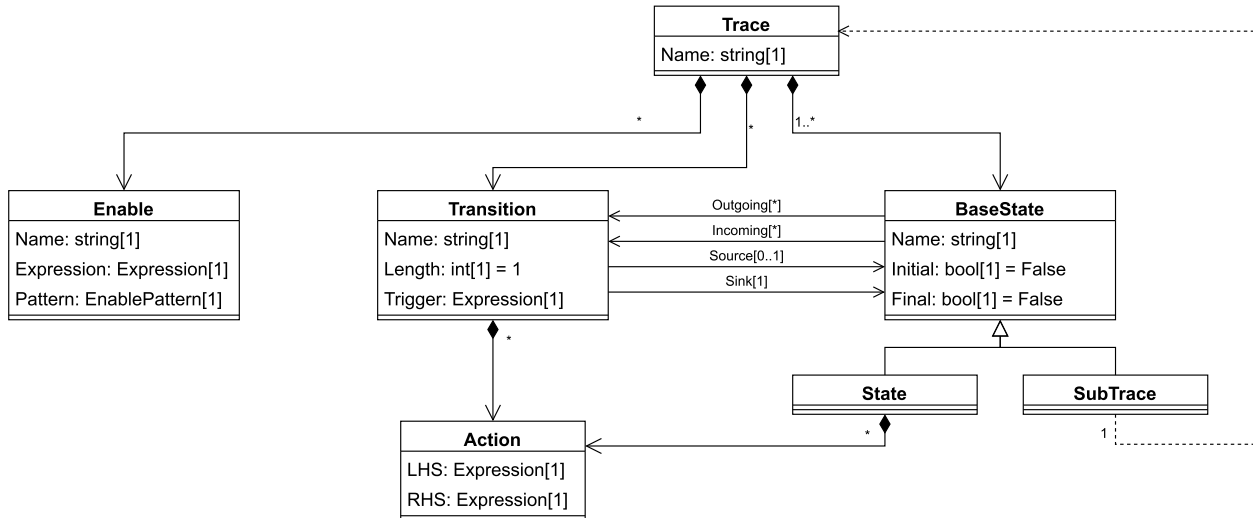 Trace
Name: string[1]
*
*
1..*
Enable
Name: string[1]
Expression: Expression[1]
Pattern: EnablePattern[1]
Transition
Name: string[1]
Length: int[1] = 1
Trigger: Expression[1]
Outgoing[*]
Incoming[*]
Source[0..1]
Sink[1]
BaseState
Name: string[1]
Initial: bool[1] = False
Final: bool[1] = False
*
State
SubTrace
*
1
Action
LHS: Expression[1]
RHS: Expression[1]